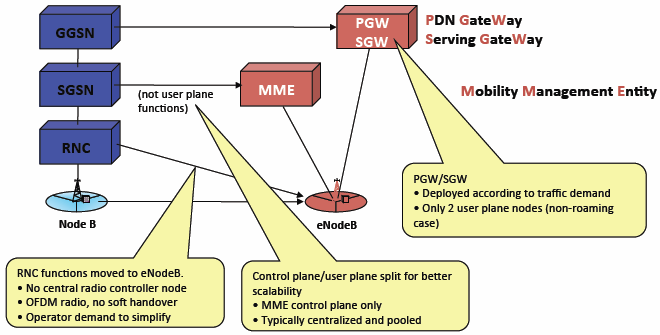 GGSN
PGW
SGW
PDN GateWay
Serving GateWay
SGSN
(not user plane
functions)
MME
Mobility Management Entity
RNC
Node B
eNodeB
PGW/SGW
• Deployed according to traffic demand
• Only 2 user plane nodes (non-roaming
case)
RNC functions moved to eNodeB.
• No central radio controller node
• OFDM radio, no soft handover
• Operator demand to simplify
Control plane/user plane split for better
scalability
• MME control plane only
• Typically centralized and pooled